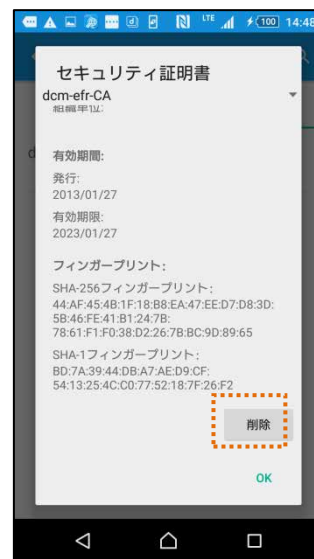 LTE 100 14:48
セキュリティ証明書
dcm-efr-CA
組織単位:
有効期間:
発行:
2013/01/27
有効期限:
2023/01/27
フィンガープリント:
SHA-256フィンガープリント:
44:AF:45:4B:1F:18:B8:EA:47:EE:D7:D8:3D:
5B:46:FE:41:B1:24:7B:
78:61:F1:F0:38:D2:26:7B:BC:9D:89:65
SHA-1フィンガープリント:
BD:7A:39:44:DB:A7:AE:D9:CF:
54:13:25:4C:C0:77:52:18:7F:26:F2
削除
OK